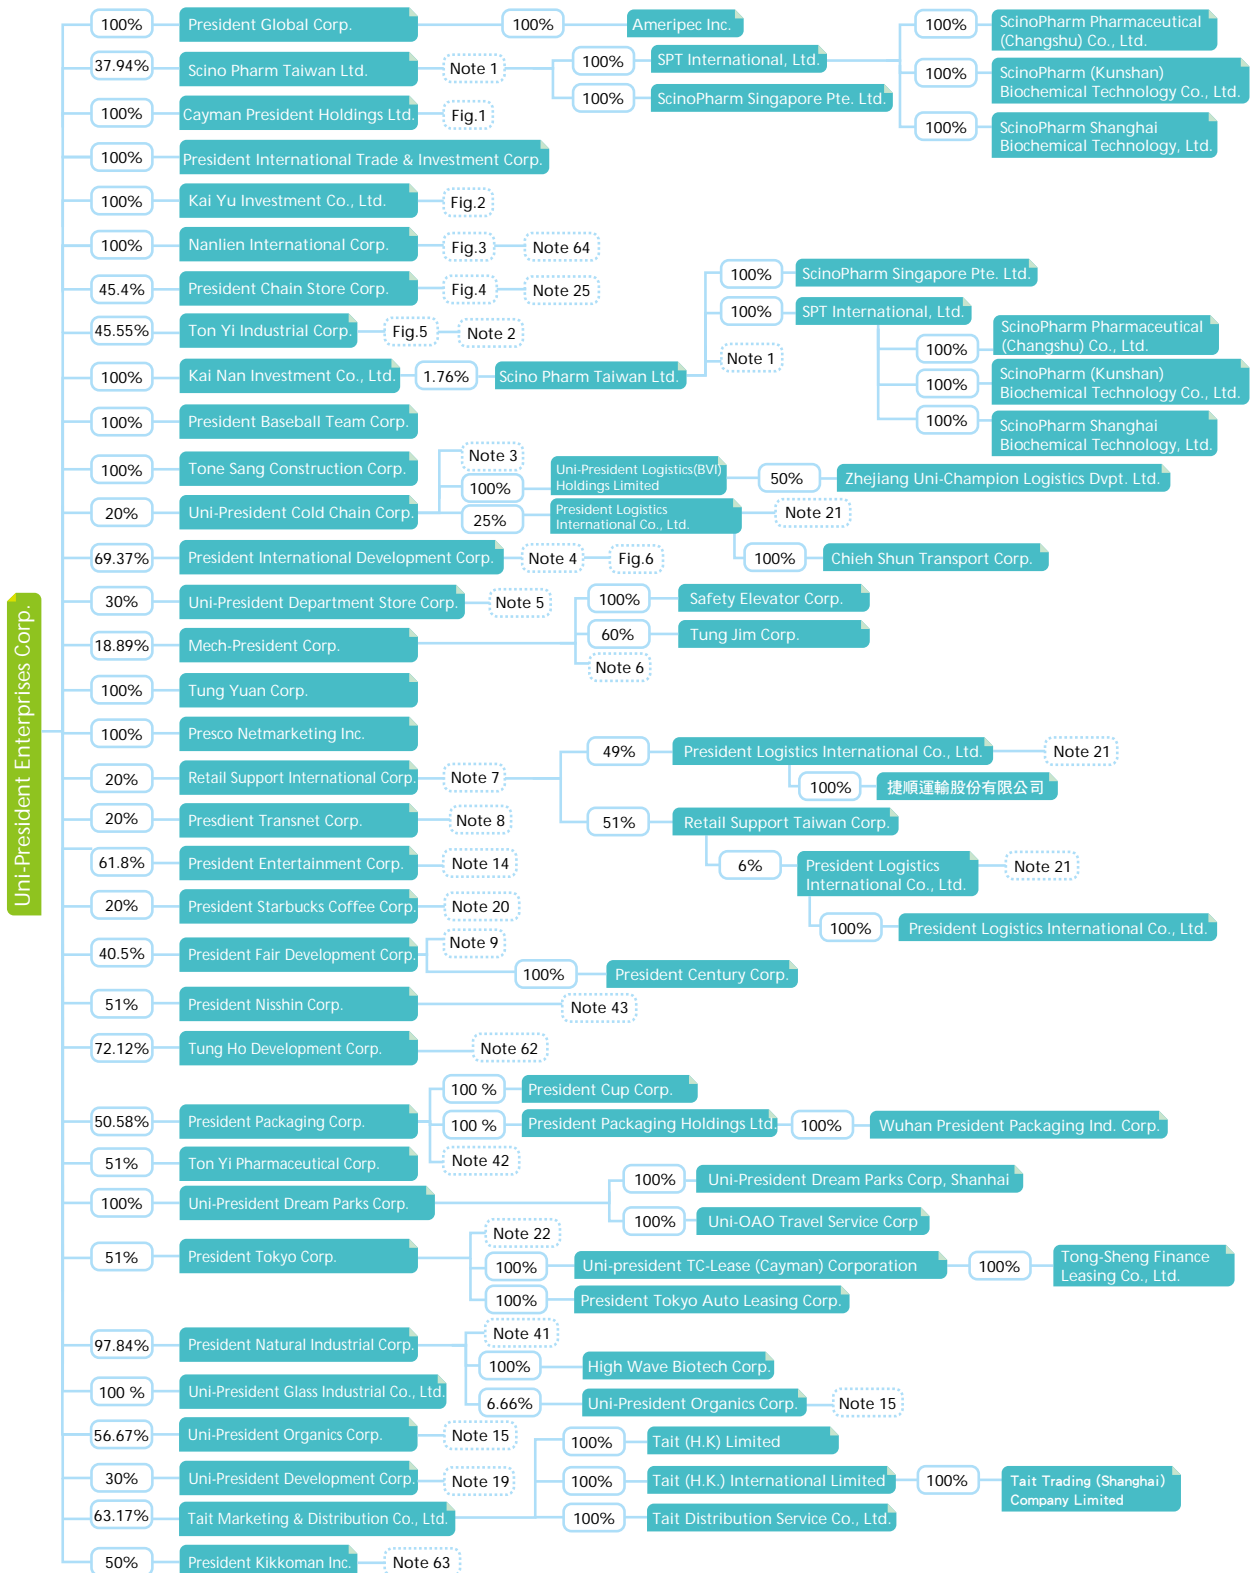 Uni-President Enterprises Corp.
100% President Global Corp. 100% Ameripec Inc.
37.94% Scino Pharm Taiwan Ltd. Note 1
100% SPT International, Ltd.
100% ScinoPharm Pharmaceutical
(Changshu) Co., Ltd.
100% ScinoPharm (Kunshan)
Biochemical Technology Co., Ltd.
100% ScinoPharm Shanghai
Biochemical Technology, Ltd.
100% ScinoPharm Singapore Pte. Ltd.
100% Cayman President Holdings Ltd. Fig.1
100% President International Trade & Investment Corp.
100% Kai Yu Investment Co., Ltd. Fig.2
100% Nanlien International Corp. Fig.3 Note 64
45.4% President Chain Store Corp. Fig.4 Note 25
45.55% Ton Yi Industrial Corp. Fig.5 Note 2
100% Kai Nan Investment Co., Ltd. 1.76% Scino Pharm Taiwan Ltd.
100% ScinoPharm Singapore Pte. Ltd.
100% SPT International, Ltd.
Note 1
100% ScinoPharm Pharmaceutical
(Changshu) Co., Ltd.
100% ScinoPharm (Kunshan)
Biochemical Technology Co., Ltd.
100% ScinoPharm Shanghai
Biochemical Technology, Ltd.
100% President Baseball Team Corp.
100% Tone Sang Construction Corp.
20% Uni-President Cold Chain Corp.
Note 3
100% Uni-President Logistics(BVI)
Holdings Limited
50% Zhejiang Uni-Champion Logistics Dvpt. Ltd.
25% President Logistics
International Co., Ltd.
Note 21
100% Chieh Shun Transport Corp.
69.37% President International Development Corp. Note 4 Fig.6
30% Uni-President Department Store Corp. Note 5
18.89% Mech-President Corp.
100% Safety Elevator Corp.
60% Tung Jim Corp.
Note 6
100% Tung Yuan Corp.
100% Presco Netmarketing Inc.
20% Retail Support International Corp. Note 7
49% President Logistics International Co., Ltd. Note 21
100% 捷順運輸股份有限公司
51% Retail Support Taiwan Corp.
6% President Logistics
International Co., Ltd.
Note 21
100% President Logistics International Co., Ltd.
20% Presdient Transnet Corp. Note 8
61.8% President Entertainment Corp. Note 14
20% President Starbucks Coffee Corp. Note 20
40.5% President Fair Development Corp. Note 9
100% President Century Corp.
51% President Nisshin Corp. Note 43
72.12% Tung Ho Development Corp. Note 62
50.58% President Packaging Corp.
100 % President Cup Corp.
100 % President Packaging Holdings Ltd. 100% Wuhan President Packaging Ind. Corp.
Note 42
51% Ton Yi Pharmaceutical Corp.
100% Uni-President Dream Parks Corp.
100% Uni-President Dream Parks Corp, Shanhai
100% Uni-OAO Travel Service Corp
51% President Tokyo Corp.
Note 22
100% Uni-president TC-Lease (Cayman) Corporation
100% Tong-Sheng Finance
Leasing Co., Ltd.
100% President Tokyo Auto Leasing Corp.
97.84% President Natural Industrial Corp.
Note 41
100% High Wave Biotech Corp.
6.66% Uni-President Organics Corp. Note 15
100 % Uni-President Glass Industrial Co., Ltd.
56.67% Uni-President Organics Corp. Note 15
30% Uni-President Development Corp. Note 19
63.17% Tait Marketing & Distribution Co., Ltd.
100% Tait (H.K) Limited
100% Tait (H.K.) International Limited
100% Tait Trading (Shanghai)
Company Limited
100% Tait Distribution Service Co., Ltd.
50% President Kikkoman Inc. Note 63